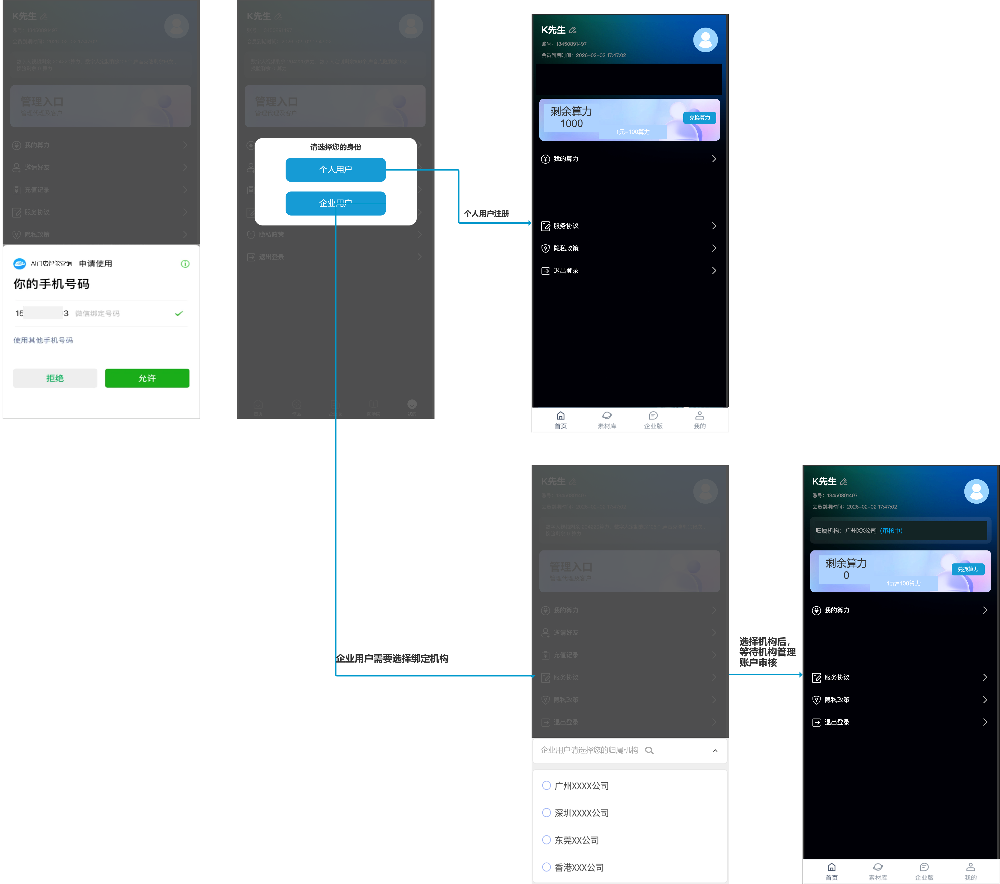 K先生
账号：13450891497
会员到期时间：2026-02-02 17:47:02
管理入口
管理代理及客户
我的算力
邀请好友
充值记录
服务协议
隐私政策
AI门店智能营销 申请使用
你的手机号码
15 3 微信绑定号码
使用其他手机号码
拒绝
允许
K先生
账号：13450891497
会员到期时间：2026-02-02 17:47:02
管理入口
管理代理及客户
请选择您的身份
个人用户
企业用户
隐私政策
退出登录
首页
作品
我的
个人用户注册
K先生
账号：13450891497
会员到期时间：2026-02-02 17:47:02
剩余算力
1000
兑换算力
1元=100算力
我的算力
服务协议
隐私政策
退出登录
首页
素材库
企业版
我的
企业用户需要选择绑定机构
K先生
账号：13450891497
会员到期时间：2026-02-02 17:47:02
管理入口
管理代理及客户
我的算力
邀请好友
充值记录
服务协议
隐私政策
退出登录
企业用户请选择您的归属机构
广州XXXX公司
深圳XXXX公司
东莞XX公司
香港XXX公司
选择机构后，
等待机构管理
账户审核
K先生
账号：13450891497
会员到期时间：2026-02-02 17:47:02
归属机构：广州XX公司（审核中）
剩余算力
0
兑换算力
1元=100算力
我的算力
服务协议
隐私政策
退出登录
首页
素材库
企业版
我的